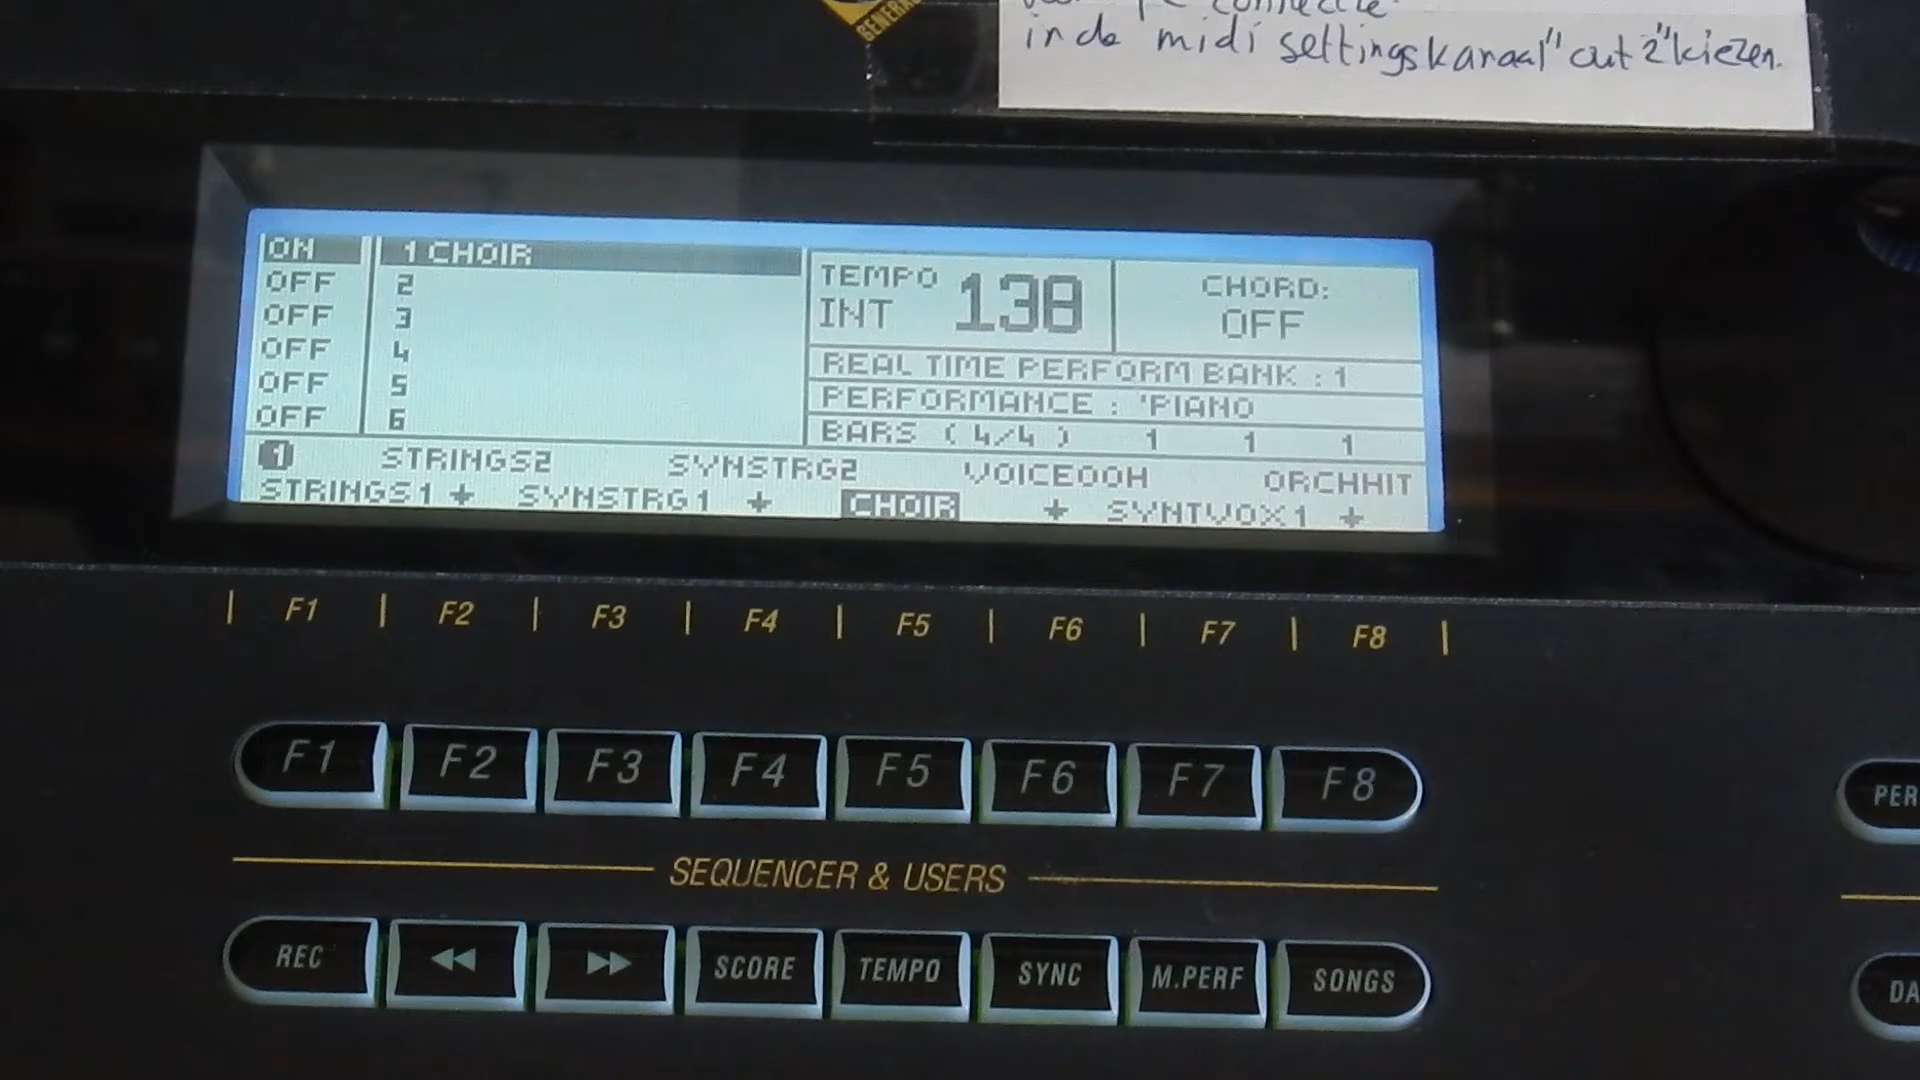 GENERA
in de midi settings kanaal "out 2" kiezen.
ON 1 CHOIR
OFF 2
OFF 3
OFF 4
OFF 5
OFF 6
TEMPO 138
INT
CHORD:
OFF
REAL TIME PERFORM BANK : 1
PERFORMANCE : 'PIANO
BARS (4/4) 1 1 1
1 STRINGS2 SYNSTRG2 VOICEOOH ORCHHIT
STRINGS1 SYNSTRG1 CHOIR SYNTVOX1
F1 F2 F3 F4 F5 F6 F7 F8
F1 F2 F3 F4 F5 F6 F7 F8
PER
SEQUENCER & USERS
REC SCORE TEMPO SYNC M.PERF SONGS
DA